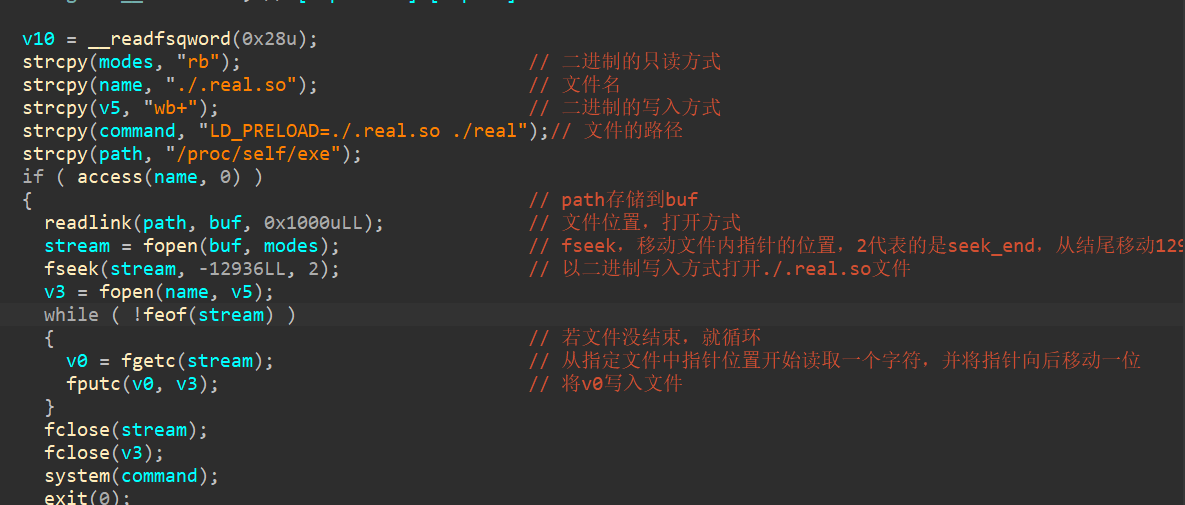 v10 = __readfsqword(0x28u);
strcpy(modes, "rb"); // 二进制的只读方式
strcpy(name, "./.real.so"); // 文件名
strcpy(v5, "wb+"); // 二进制的写入方式
strcpy(command, "LD_PRELOAD=./.real.so ./real");// 文件的路径
strcpy(path, "/proc/self/exe");
if ( access(name, 0) )
{ // path存储到buf
readlink(path, buf, 0x1000uLL); // 文件位置，打开方式
stream = fopen(buf, modes); // fseek，移动文件内指针的位置，2代表的是seek_end，从结尾移动129
fseek(stream, -12936LL, 2); // 以二进制写入方式打开./.real.so文件
v3 = fopen(name, v5);
while ( !feof(stream) )
{ // 若文件没结束，就循环
v0 = fgetc(stream); // 从指定文件中指针位置开始读取一个字符，并将指针向后移动一位
fputc(v0, v3); // 将v0写入文件
}
fclose(stream);
fclose(v3);
system(command);
exit(0);